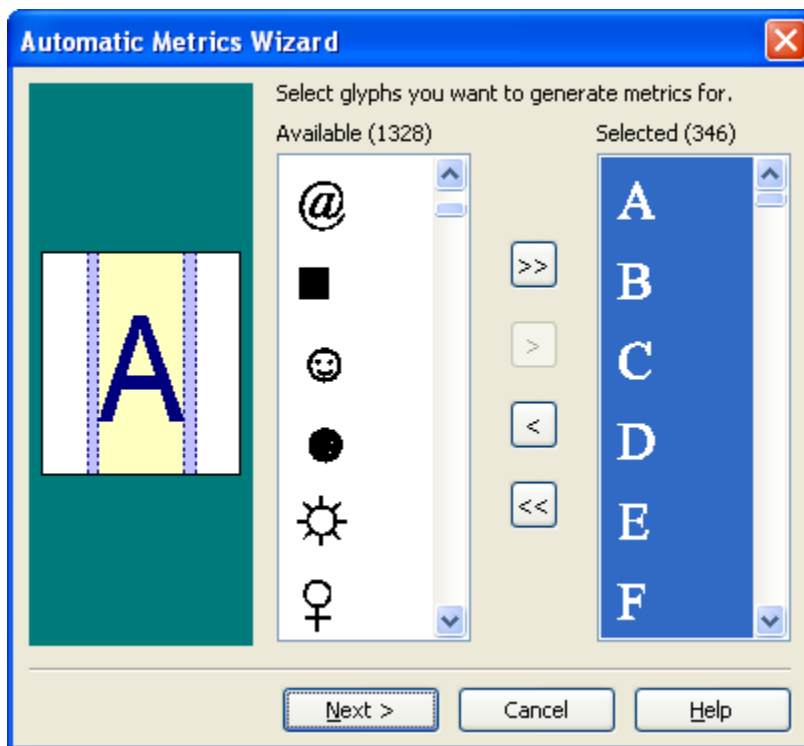 Automatic Metrics Wizard
Select glyphs you want to generate metrics for.
Available (1328)
Selected (346)
@
■
☺
☻
☼
♀
A
>>
>
<
<<
A
B
C
D
E
F
Next >
Cancel
Help